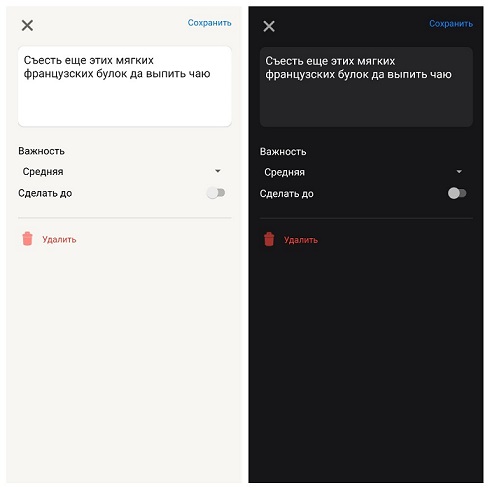 Сохранить
Съесть еще этих мягких
французских булок да выпить чаю
Важность
Средняя
Сделать до
Удалить
Сохранить
Съесть еще этих мягких
французских булок да выпить чаю
Важность
Средняя
Сделать до
Удалить